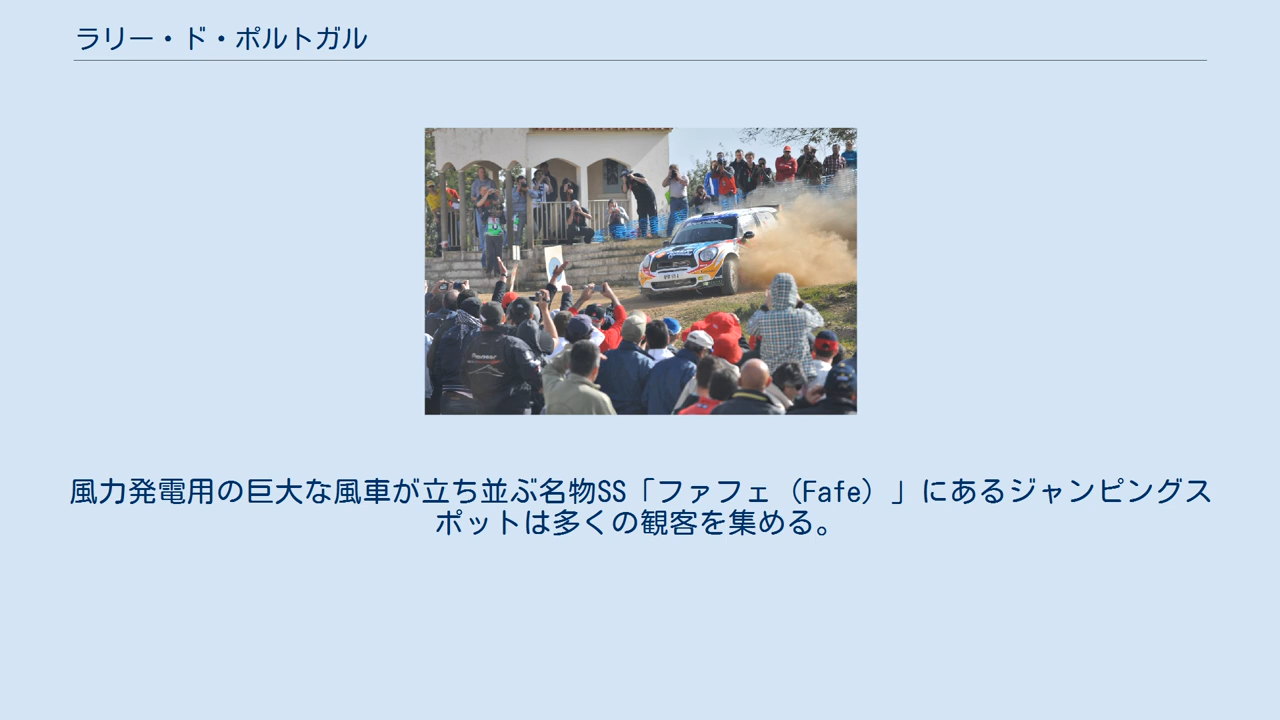 ラリー・ド・ポルトガル
風力発電用の巨大な風車が立ち並ぶ名物SS「ファフェ（Fafe）」にあるジャンピングス
ポットは多くの観客を集める。